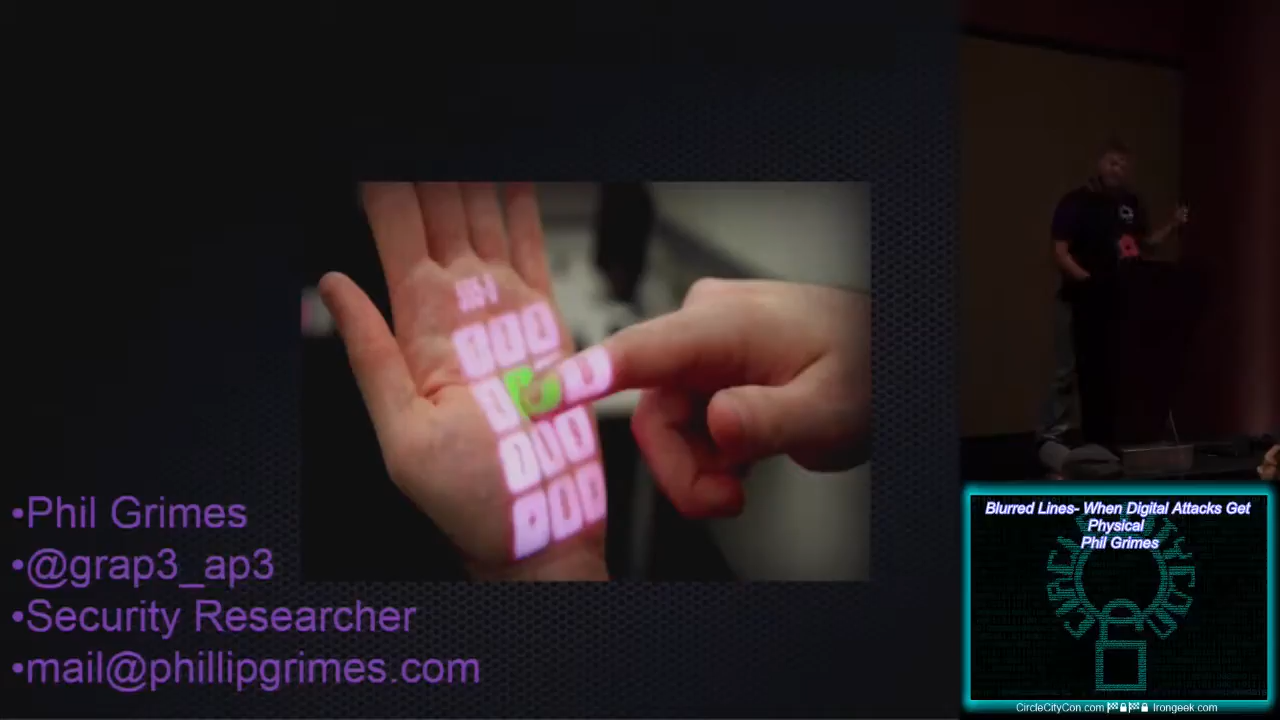 •Phil Grimes
•@grap3_ap3
•Security Researcher
•mail@phillipgrimes.com
Blurred Lines- When Digital Attacks Get
Physical
Phil Grimes
CircleCityCon.com Irongeek.com